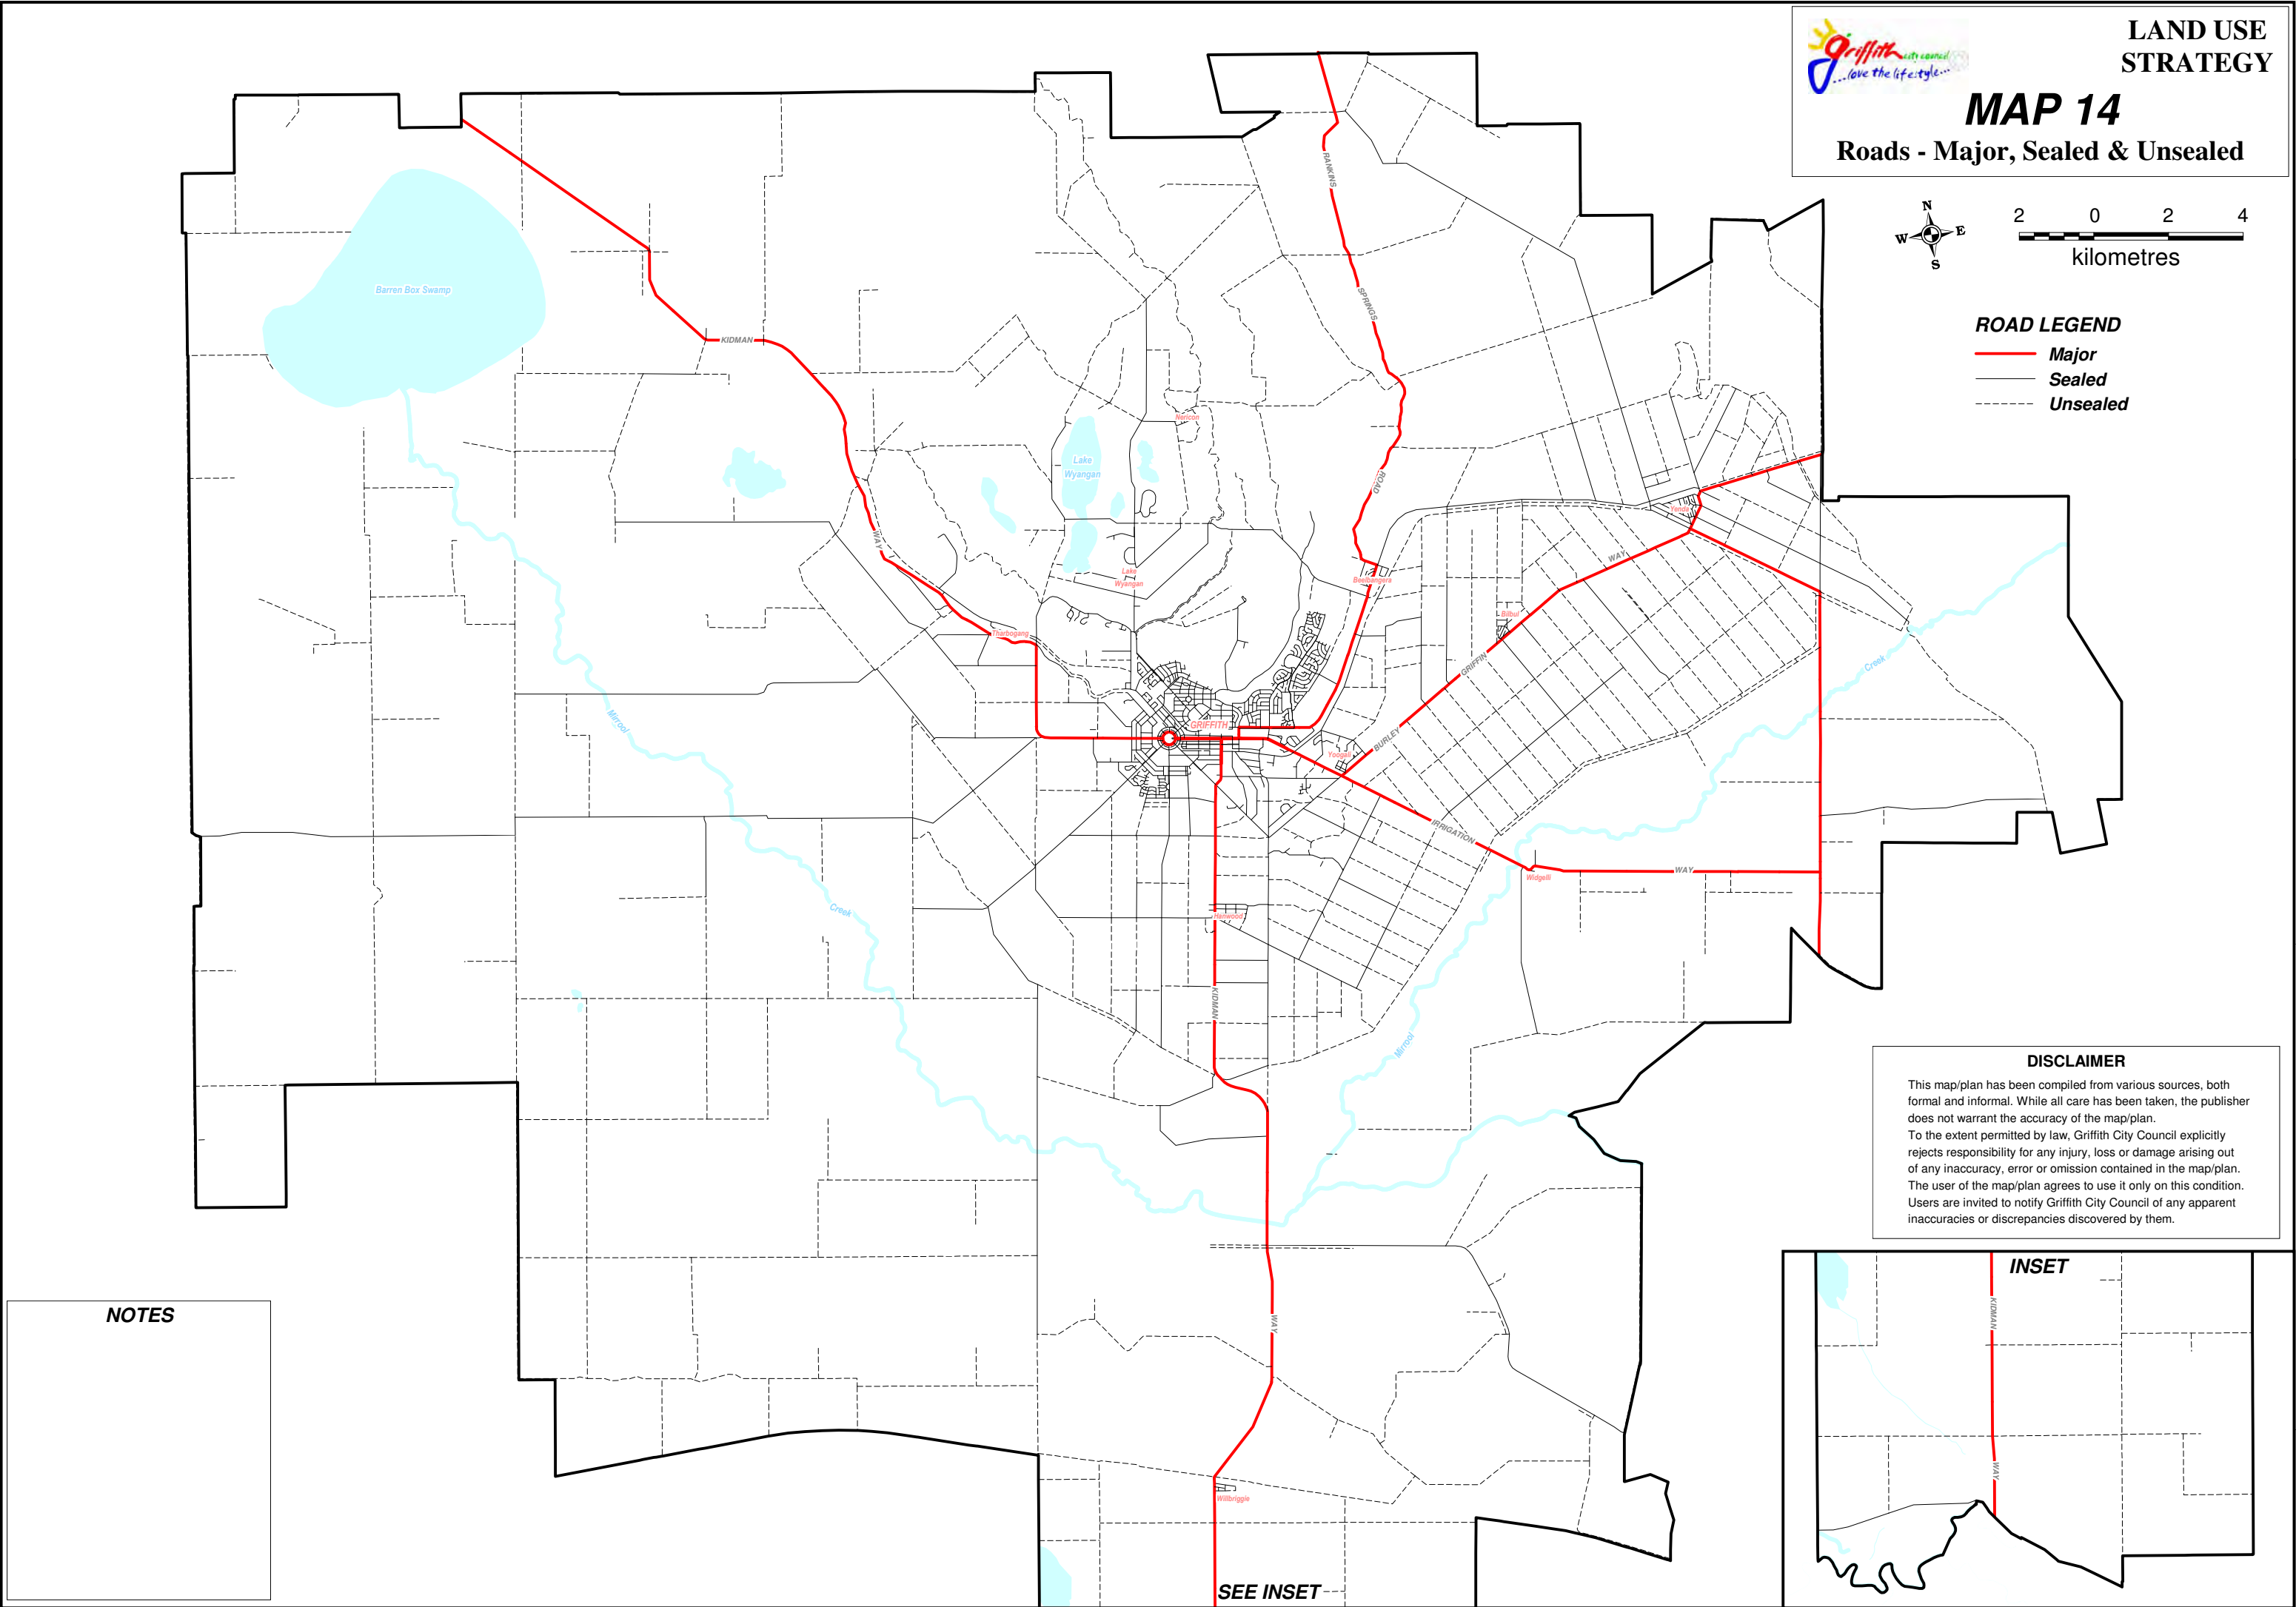 griffith city council
...love the lifestyle...
LAND USE
STRATEGY
MAP 14
Roads - Major, Sealed & Unsealed
N
W E
S
2 0 2 4
kilometres
ROAD LEGEND
Major
Sealed
Unsealed
RANKINS
SPRINGS
ROAD
Barren Box Swamp
KIDMAN
WAY
Nericon
Lake
Wyangan
Lake
Wyangan
Yenda
Beelbangera
WAY
Bilbul
Tharbogang
GRIFFIN
Creek
Mirrool
GRIFFITH
BURLEY
Yoogali
IRRIGATION
WAY
Widgelli
Creek
Hanwood
KIDMAN
Mirrool
WAY
Willbriggie
SEE INSET
DISCLAIMER
This map/plan has been compiled from various sources, both
formal and informal. While all care has been taken, the publisher
does not warrant the accuracy of the map/plan.
To the extent permitted by law, Griffith City Council explicitly
rejects responsibility for any injury, loss or damage arising out
of any inaccuracy, error or omission contained in the map/plan.
The user of the map/plan agrees to use it only on this condition.
Users are invited to notify Griffith City Council of any apparent
inaccuracies or discrepancies discovered by them.
NOTES
INSET
KIDMAN
WAY